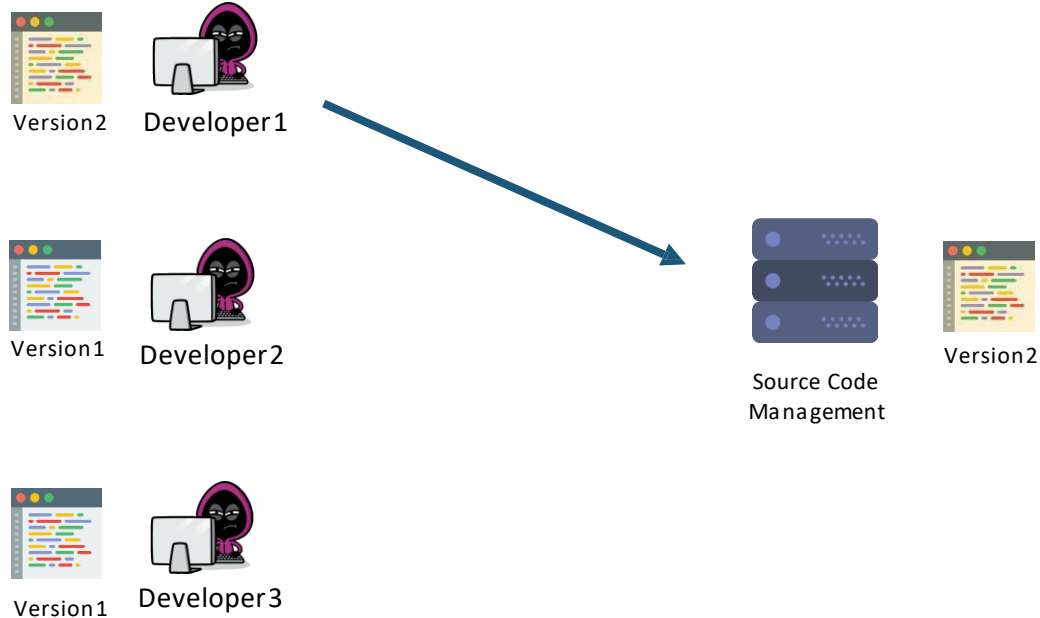 Version2
Developer1
Version1
Developer2
Source Code
Management
Version2
Version1
Developer3